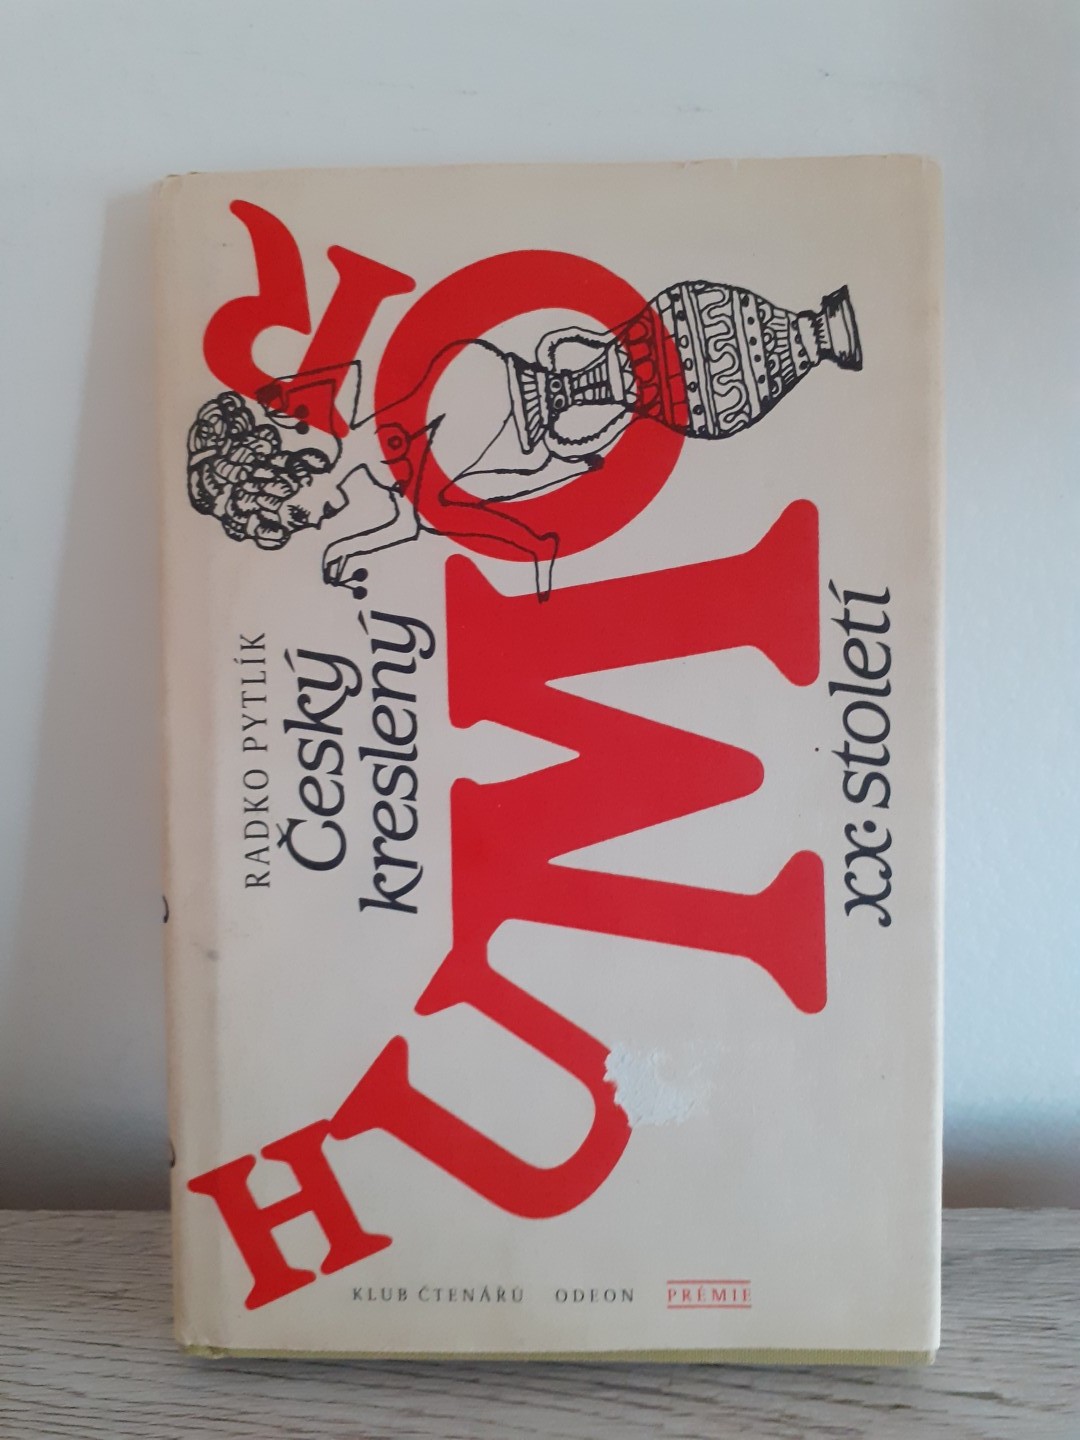 RADKO PYTLÍK
Český
kreslený
HUMOR
XX. století
KLUB ČTENÁŘŮ ODEON PRÉMIE